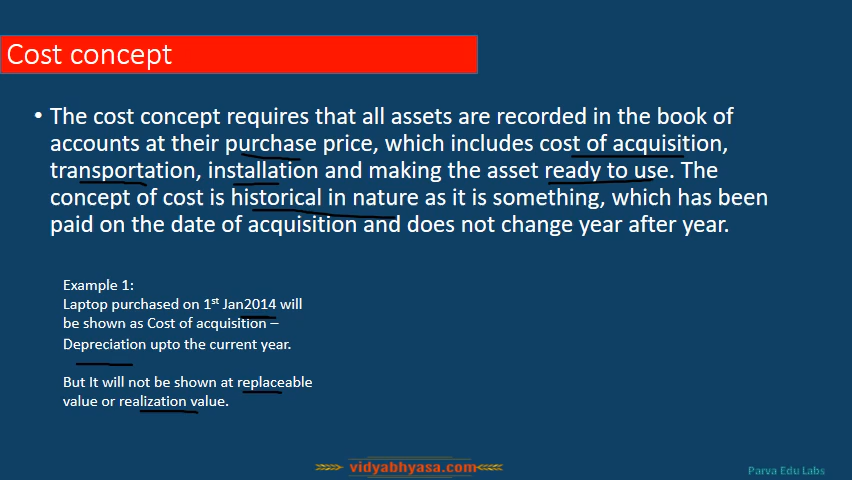 Cost concept
• The cost concept requires that all assets are recorded in the book of
accounts at their purchase price, which includes cost of acquisition,
transportation, installation and making the asset ready to use. The
concept of cost is historical in nature as it is something, which has been
paid on the date of acquisition and does not change year after year.
Example 1:
Laptop purchased on 1st Jan2014 will
be shown as Cost of acquisition –
Depreciation upto the current year.
But It will not be shown at replaceable
value or realization value.
vidyabhyasa.com
Parva Edu Labs